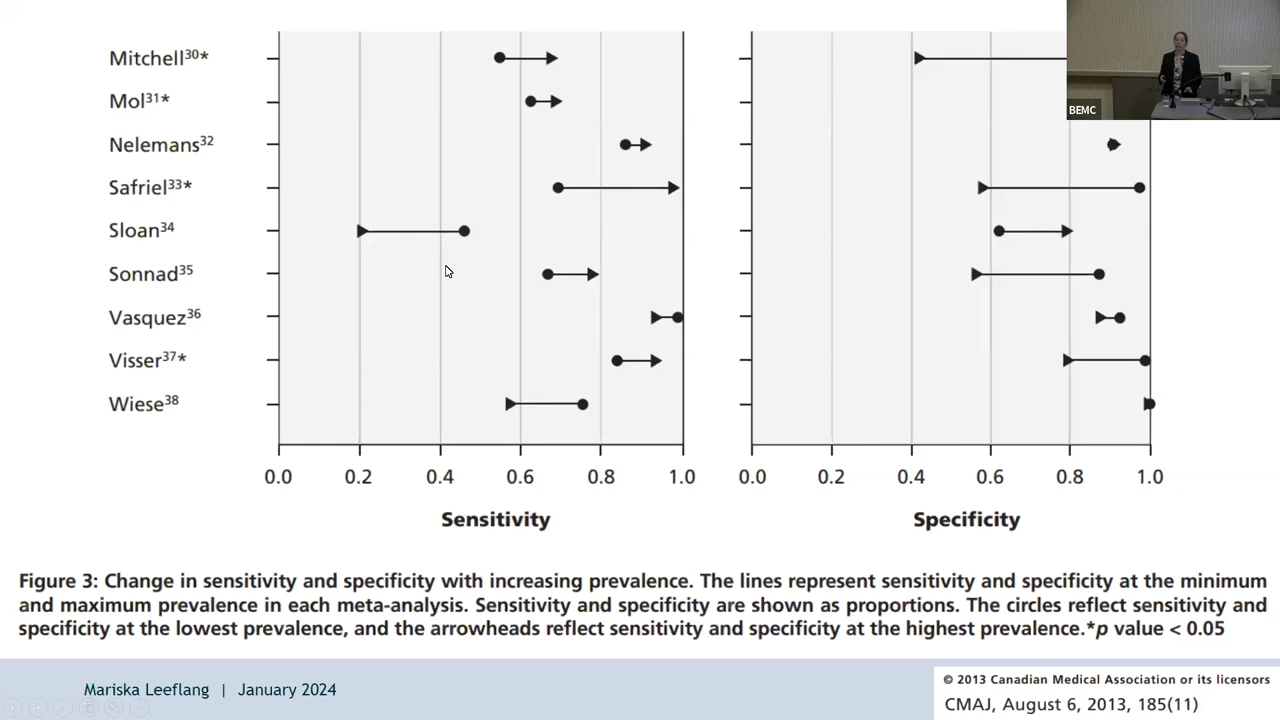 Mitchell30*
Mol31*
Nelemans32
Safriel33*
Sloan34
Sonnad35
Vasquez36
Visser37*
Wiese38
0.0 0.2 0.4 0.6 0.8 1.0
Sensitivity
0.0 0.2 0.4 0.6 0.8 1.0
Specificity
BEMC
Figure 3: Change in sensitivity and specificity with increasing prevalence. The lines represent sensitivity and specificity at the minimum
and maximum prevalence in each meta-analysis. Sensitivity and specificity are shown as proportions. The circles reflect sensitivity and
specificity at the lowest prevalence, and the arrowheads reflect sensitivity and specificity at the highest prevalence.*p value < 0.05
Mariska Leeflang | January 2024
© 2013 Canadian Medical Association or its licensors
CMAJ, August 6, 2013, 185(11)